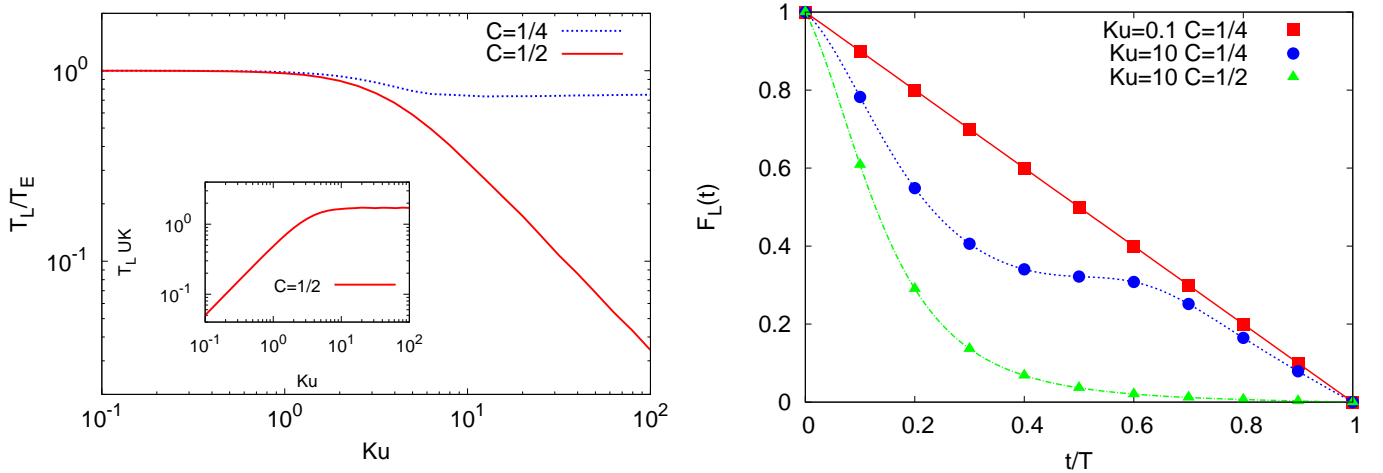 C=1/4
C=1/2
10^0
10^-1
T_L/T_E
10^-1 10^0 10^1 10^2
Ku
10^0
10^-1
T_L UK
C=1/2
10^-1 10^0 10^1 10^2
Ku
Ku=0.1 C=1/4
Ku=10 C=1/4
Ku=10 C=1/2
1
0.8
0.6
0.4
0.2
0
F_L(t)
0 0.2 0.4 0.6 0.8 1
t/T